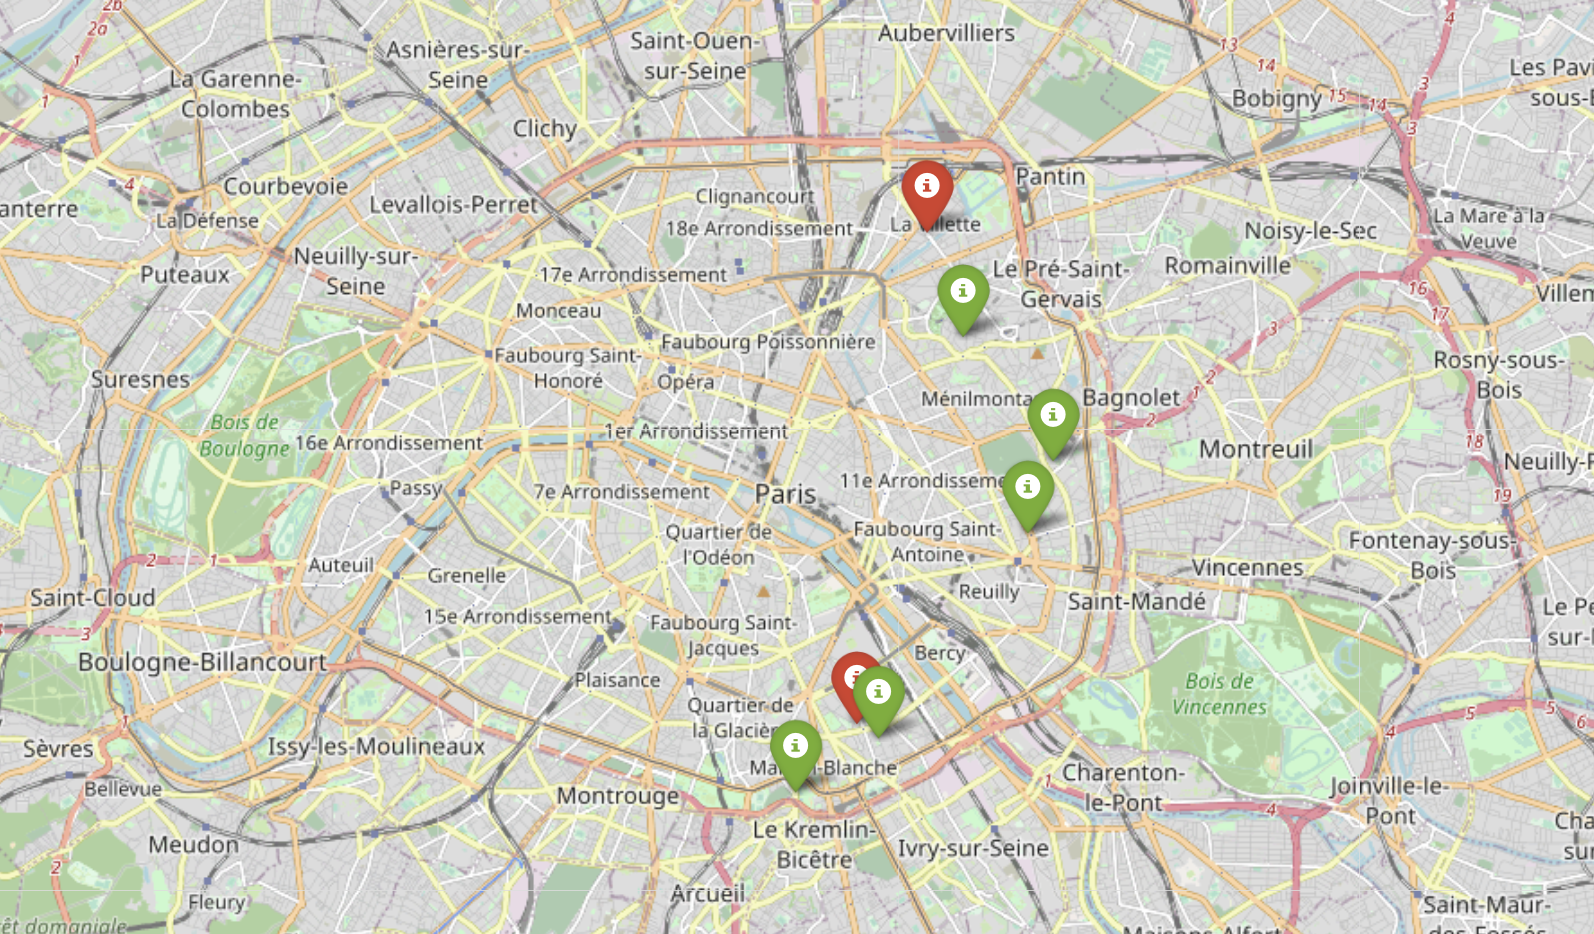 2b
2a
Asnières-sur-
Seine
Saint-Ouen-
sur-Seine
Aubervilliers
4
13
14
1
La Garenne-
Colombes
3
Les Pavi
sous-
1
Bobigny
15
14
Clichy
3
4
Courbevoie
Pantin
anterre
La Défense
Levallois-Perret
Clignancourt
18e Arrondissement
La Villette
Noisy-le-Sec
La Mare à la
Veuve
Puteaux
Neuilly-sur-
Seine
17e Arrondissement
Le Pré-Saint-
Gervais
Romainville
16
Villem
Monceau
17
3
Faubourg Poissonnière
Faubourg Saint-
Honoré
Opéra
Suresnes
Rosny-sous-
Bois
2
1
Ménilmonta
Bagnolet
2
Bois de
Boulogne
16e Arrondissement
1er Arrondissement
Montreuil
18
Neuilly-
Passy
7e Arrondissement
Paris
11e Arrondisseme
19
Quartier de
l'Odéon
Faubourg Saint-
Antoine
Fontenay-sous-
Bois
2
1
Auteuil
Grenelle
Vincennes
Saint-Cloud
Reuilly
Saint-Mandé
Le Pe
sur-
3
15e Arrondissement
Faubourg Saint-
Jacques
Boulogne-Billancourt
Bercy
Plaisance
Bois de
Vincennes
Quartier de
la Glaciè
5
5
6
1
Sèvres
Issy-les-Moulineaux
4
Mai
-Blanche
Bellevue
Montrouge
1
Charenton-
le-Pont
4
Joinville-le-
Pont
Meudon
Le Kremlin-
Bicêtre
Ivry-sur-Seine
Cha
sur
2
Fleury
Arcueil
Saint-Maur-
des-Fossés
êt domaniale
Maisons-Alfort